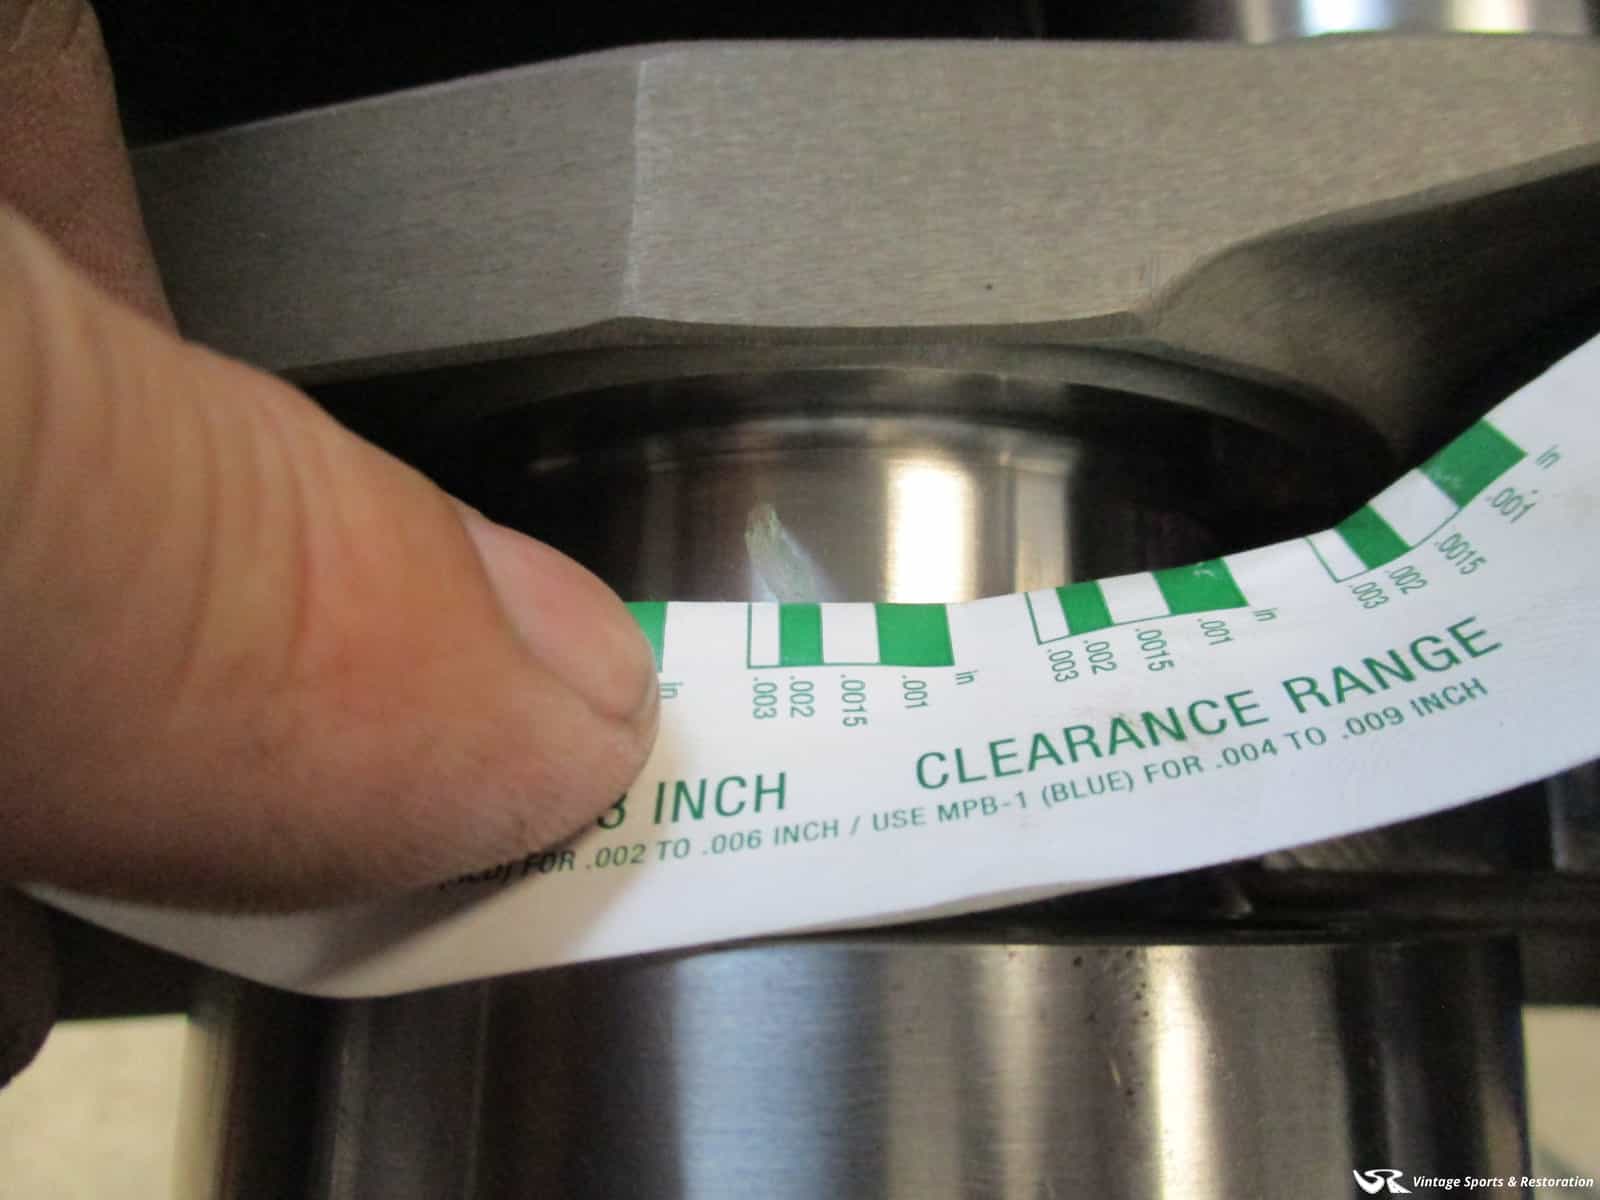 in
.003 .002 .0015 .001 in
.003 .002 .0015 .001 in
.003 .002 .0015 .001 in
3 INCH CLEARANCE RANGE
FOR .002 TO .006 INCH / USE MPB-1 (BLUE) FOR .004 TO .009 INCH
Vintage Sports & Restoration